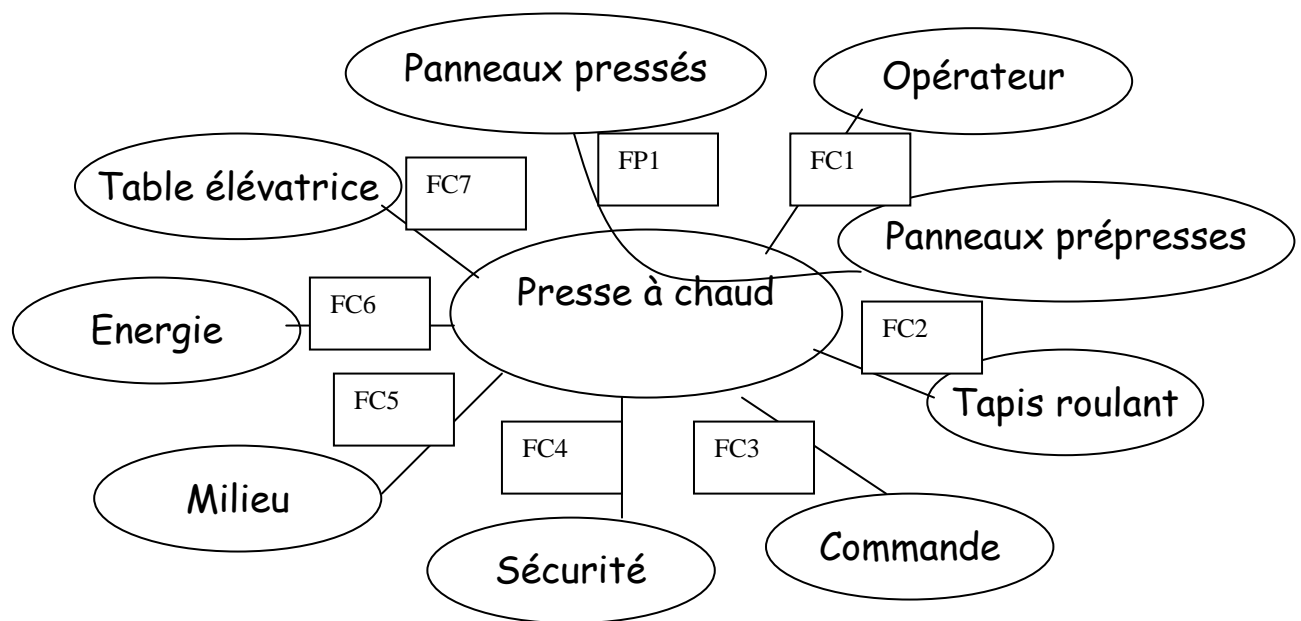 Panneaux pressés
Opérateur
FP1
FC1
Table élévatrice
FC7
Panneaux prépresses
Presse à chaud
FC6
Energie
FC2
FC5
Tapis roulant
FC4
FC3
Milieu
Commande
Sécurité